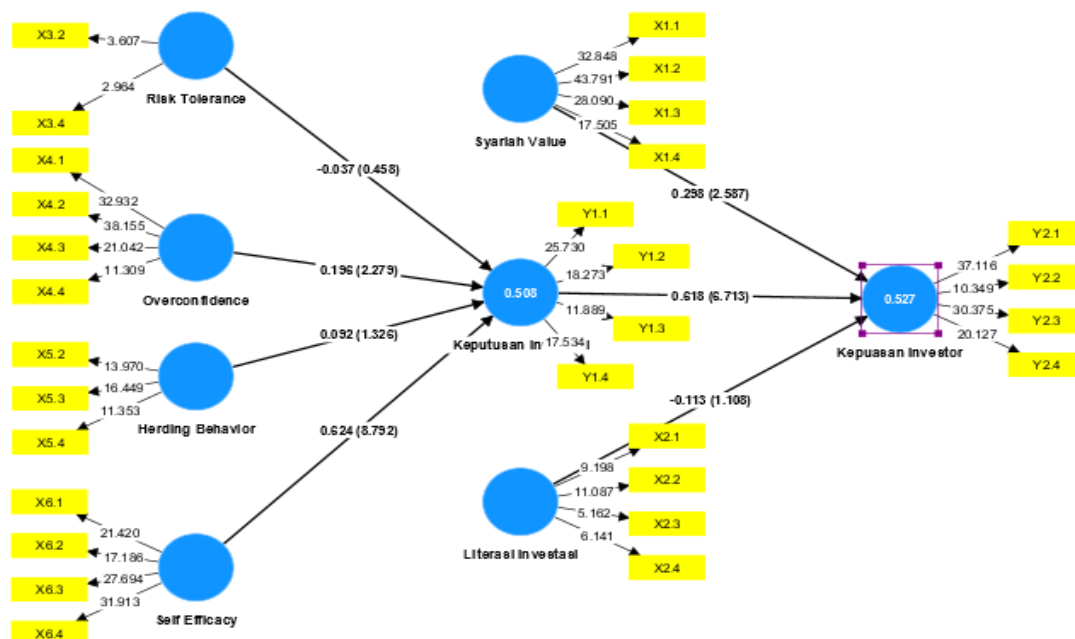 X3.2
3.607
2.964
X3.4
Risk Tolerance
-0.037 (0.458)
X4.1
X4.2
X4.3
X4.4
32.932
38.155
21.042
11.309
Overconfidence
0.196 (2.279)
X5.2
X5.3
X5.4
13.970
16.449
11.353
Herding Behavior
0.092 (1.326)
X6.1
X6.2
X6.3
X6.4
21.420
17.186
27.694
31.913
Self Efficacy
0.624 (8.792)
Syariah Value
32.848
43.791
28.090
17.505
X1.1
X1.2
X1.3
X1.4
0.298 (2.587)
0.508
Keputusan
25.730
18.273
11.889
17.534
Y1.1
Y1.2
Y1.3
Y1.4
0.618 (6.713)
Literasi Investasi
9.198
11.087
5.162
6.141
X2.1
X2.2
X2.3
X2.4
-0.113 (1.108)
0.527
Kepuasan Investor
37.116
10.349
30.375
20.127
Y2.1
Y2.2
Y2.3
Y2.4